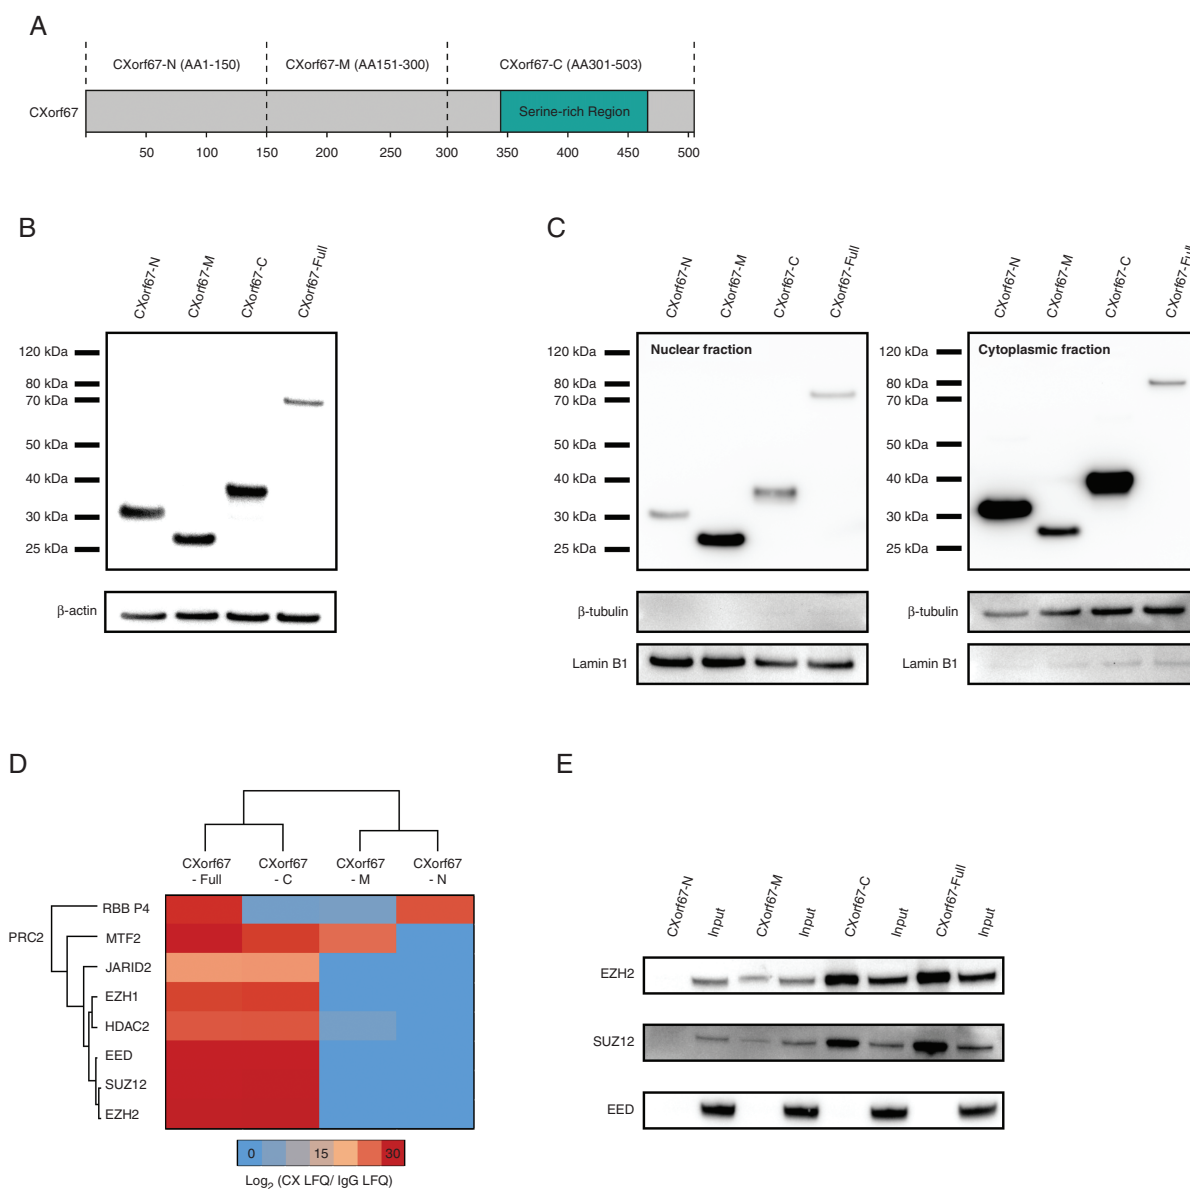 A
CXorf67-N (AA1-150)
CXorf67-M (AA151-300)
CXorf67-C (AA301-503)
CXorf67
Serine-rich Region
50 100 150 200 250 300 350 400 450 500
B
CXorf67-N
CXorf67-M
CXorf67-C
CXorf67-Full
120 kDa
80 kDa
70 kDa
50 kDa
40 kDa
30 kDa
25 kDa
β-actin
C
CXorf67-N
CXorf67-M
CXorf67-C
CXorf67-Full
Nuclear fraction
120 kDa
80 kDa
70 kDa
50 kDa
40 kDa
30 kDa
25 kDa
β-tubulin
Lamin B1
CXorf67-N
CXorf67-M
CXorf67-C
CXorf67-Full
Cytoplasmic fraction
120 kDa
80 kDa
70 kDa
50 kDa
40 kDa
30 kDa
25 kDa
β-tubulin
Lamin B1
D
CXorf67
- Full
CXorf67
- C
CXorf67
- M
CXorf67
- N
PRC2
RBB P4
MTF2
JARID2
EZH1
HDAC2
EED
SUZ12
EZH2
0 15 30
Log2 (CX LFQ/ IgG LFQ)
E
CXorf67-N
Input
CXorf67-M
Input
CXorf67-C
Input
CXorf67-Full
Input
EZH2
SUZ12
EED